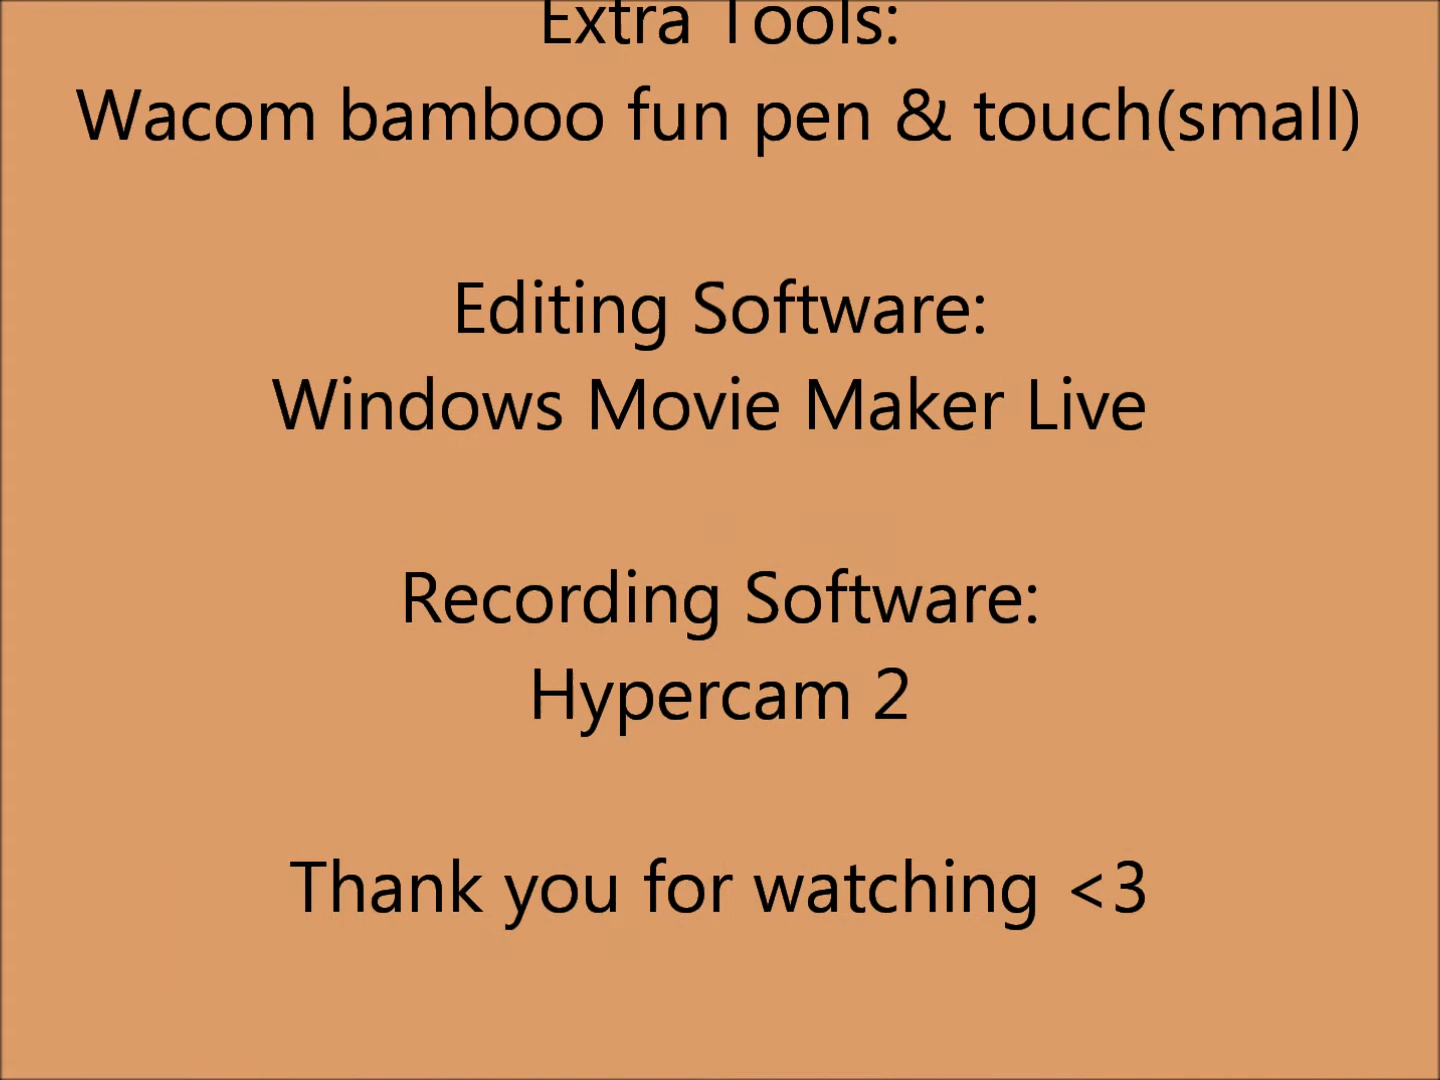 Extra Tools:
Wacom bamboo fun pen & touch(small)
Editing Software:
Windows Movie Maker Live
Recording Software:
Hypercam 2
Thank you for watching <3